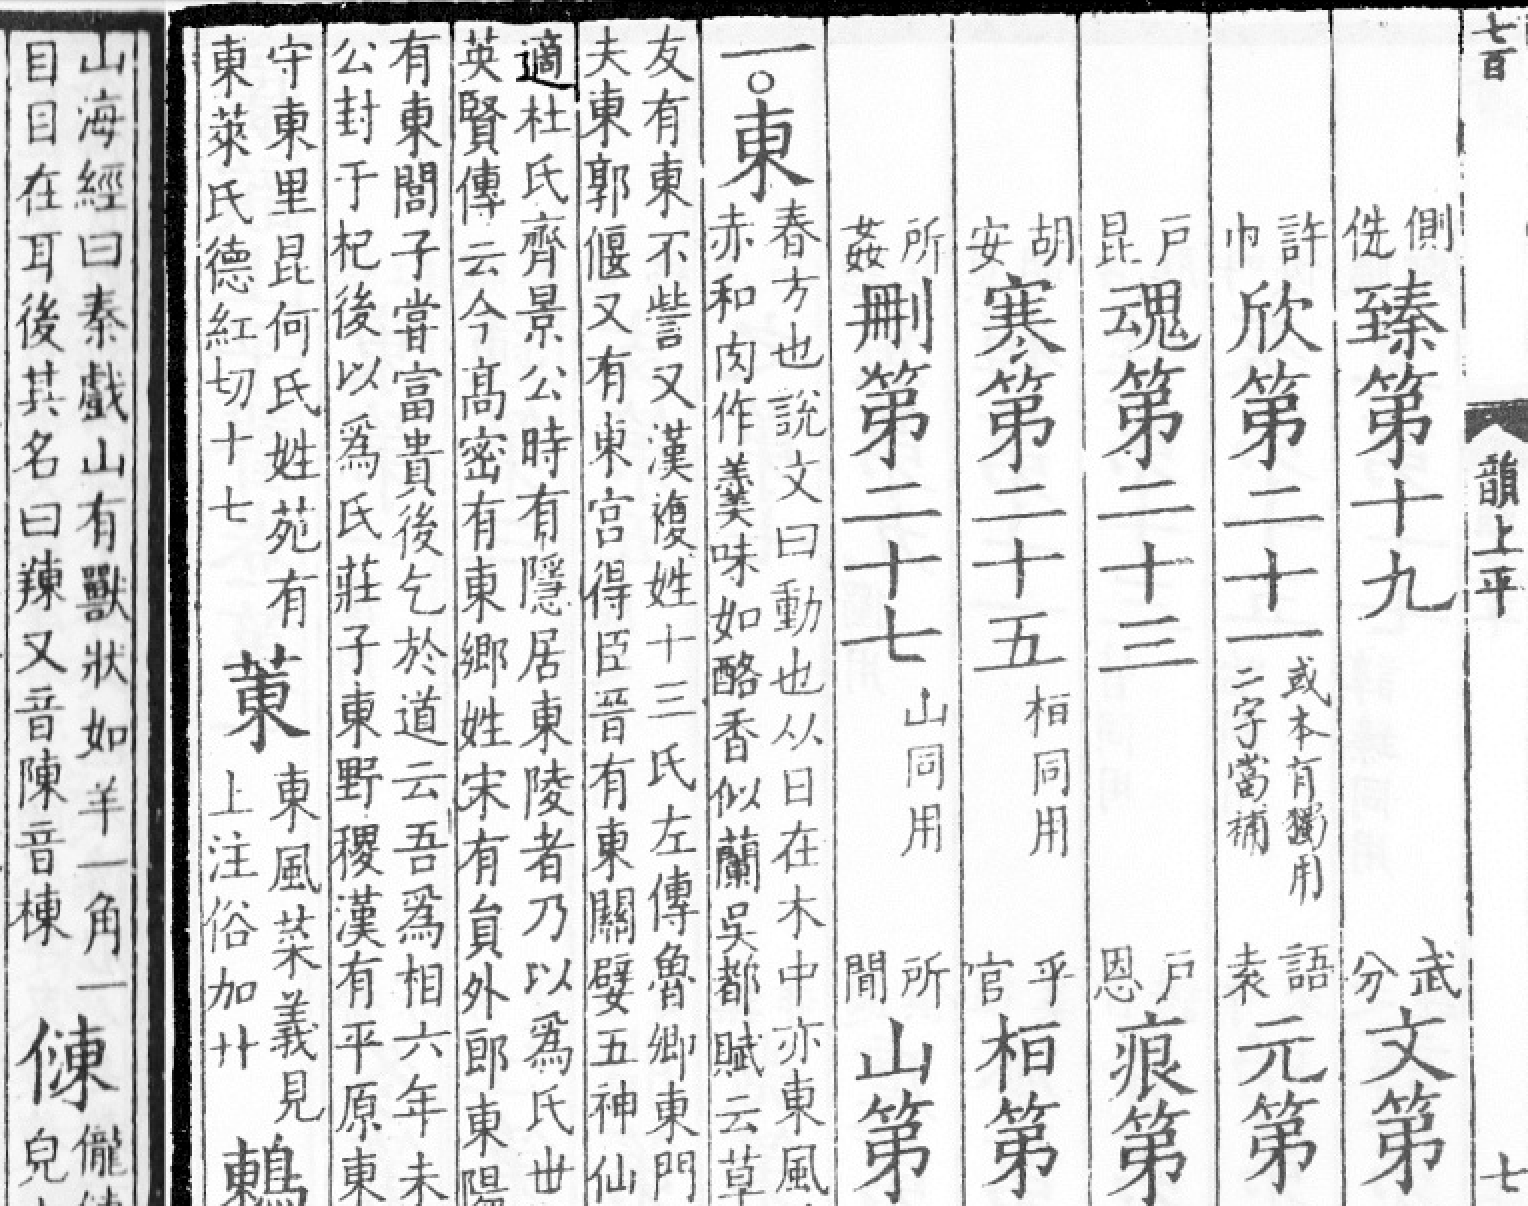 七百
韻上平
七
側侁臻第十九
武分文第
許巾欣第二十一
或本有獨用
二字當補
語袁元第
戸昆魂第二十三
戸恩痕第
胡安寒第二十五
桓同用
乎官桓第
所姦刪第二十七
山同用
所閒山第
一〇東
春方也說文曰動也从日在木中亦東風
赤和肉作羹味如酪香似蘭吴都賦云草
友有東不訾又漢複姓十三氏左傳魯卿東門
夫東郭偃又有東宫得臣晉有東關嬖五神仙
適杜氏齊景公時有隱居東陵者乃以爲氏丗
英賢傳云今髙密有東鄉姓宋有貟外郎東陽
有東閭子甞富貴後乞於道云吾爲相六年未
公封于杞後以爲氏莊子東野稷漢有平原東
守東里昆何氏姓苑有
東萊氏德紅切十七
菄
東風菜義見
上注俗加艹
鶇
山海經曰秦戲山有獸狀如羊一角一
目目在耳後其名曰䍶又音陳音棟
倲
儱
皃